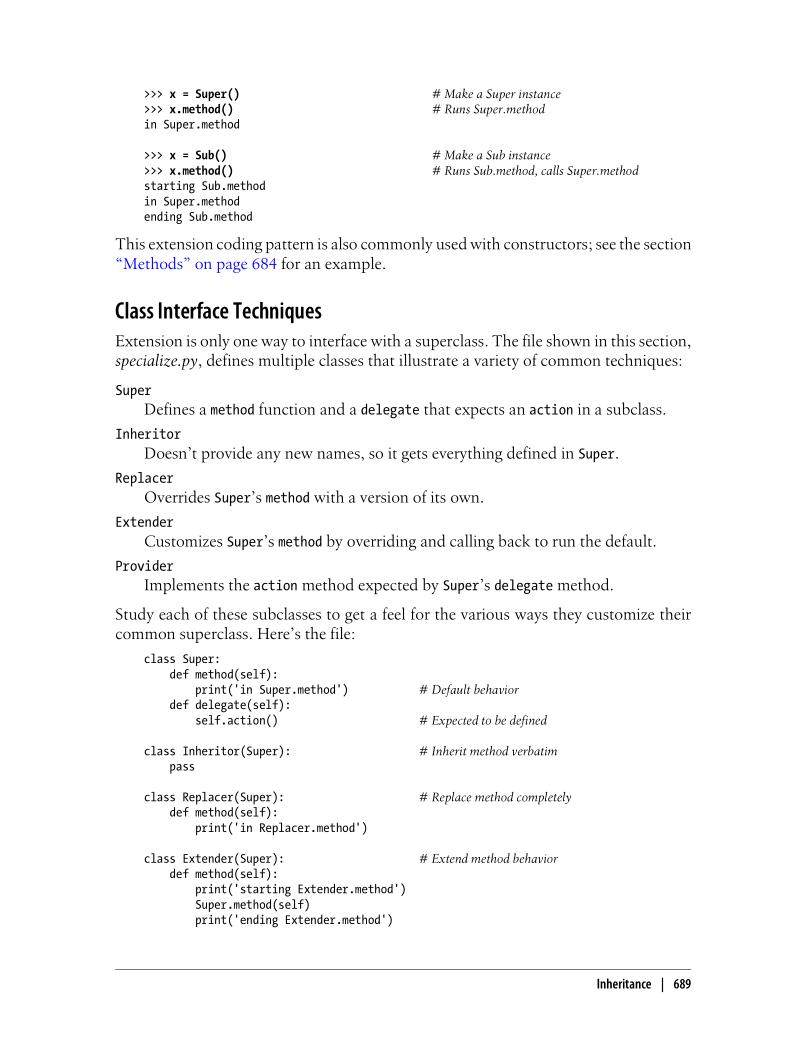 >>> x = Super() # Make a Super instance
>>> x.method() # Runs Super.method
in Super.method
>>> x = Sub() # Make a Sub instance
>>> x.method() # Runs Sub.method, calls Super.method
starting Sub.method
in Super.method
ending Sub.method
This extension coding pattern is also commonly used with constructors; see the section
“Methods” on page 684 for an example.
Class Interface Techniques
Extension is only one way to interface with a superclass. The file shown in this section,
specialize.py, defines multiple classes that illustrate a variety of common techniques:
Super
Defines a method function and a delegate that expects an action in a subclass.
Inheritor
Doesn’t provide any new names, so it gets everything defined in Super.
Replacer
Overrides Super’s method with a version of its own.
Extender
Customizes Super’s method by overriding and calling back to run the default.
Provider
Implements the action method expected by Super’s delegate method.
Study each of these subclasses to get a feel for the various ways they customize their
common superclass. Here’s the file:
class Super:
    def method(self):
        print('in Super.method') # Default behavior
    def delegate(self):
        self.action() # Expected to be defined
class Inheritor(Super): # Inherit method verbatim
    pass
class Replacer(Super): # Replace method completely
    def method(self):
        print('in Replacer.method')
class Extender(Super): # Extend method behavior
    def method(self):
        print('starting Extender.method')
        Super.method(self)
        print('ending Extender.method')
Inheritance | 689